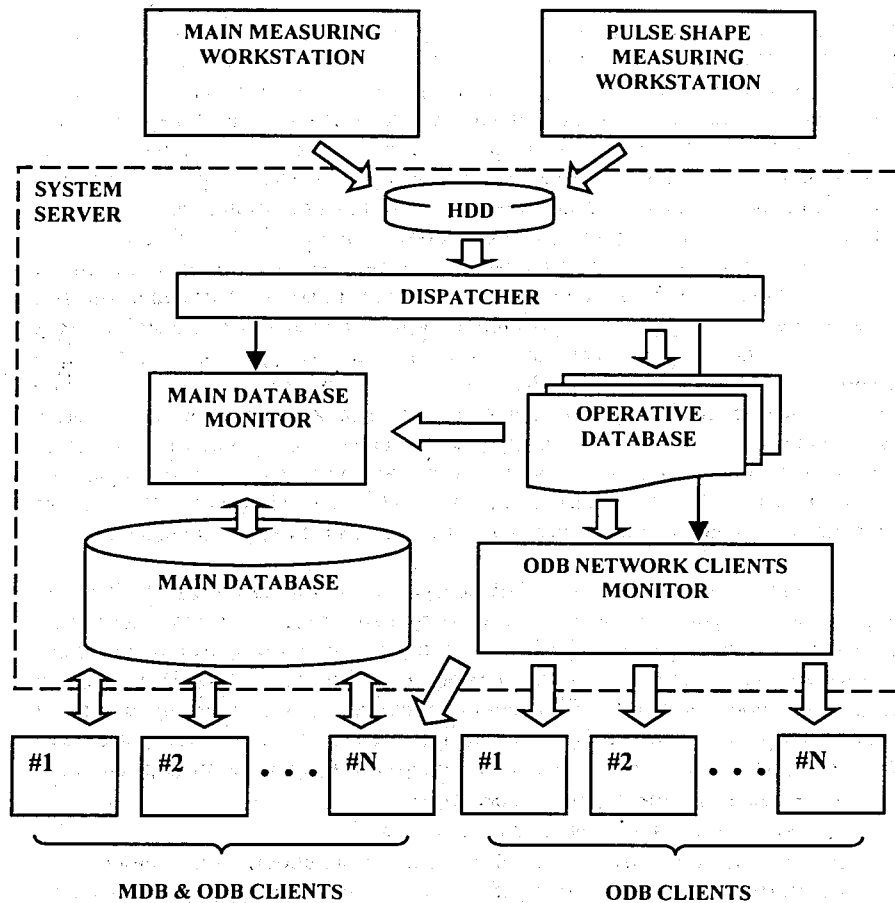 MAIN MEASURING
WORKSTATION
PULSE SHAPE
MEASURING
WORKSTATION
SYSTEM
SERVER
HDD
DISPATCHER
MAIN DATABASE
MONITOR
OPERATIVE
DATABASE
MAIN DATABASE
ODB NETWORK CLIENTS
MONITOR
#1
#2
. . .
#N
#1
#2
. . .
#N
MDB & ODB CLIENTS
ODB CLIENTS